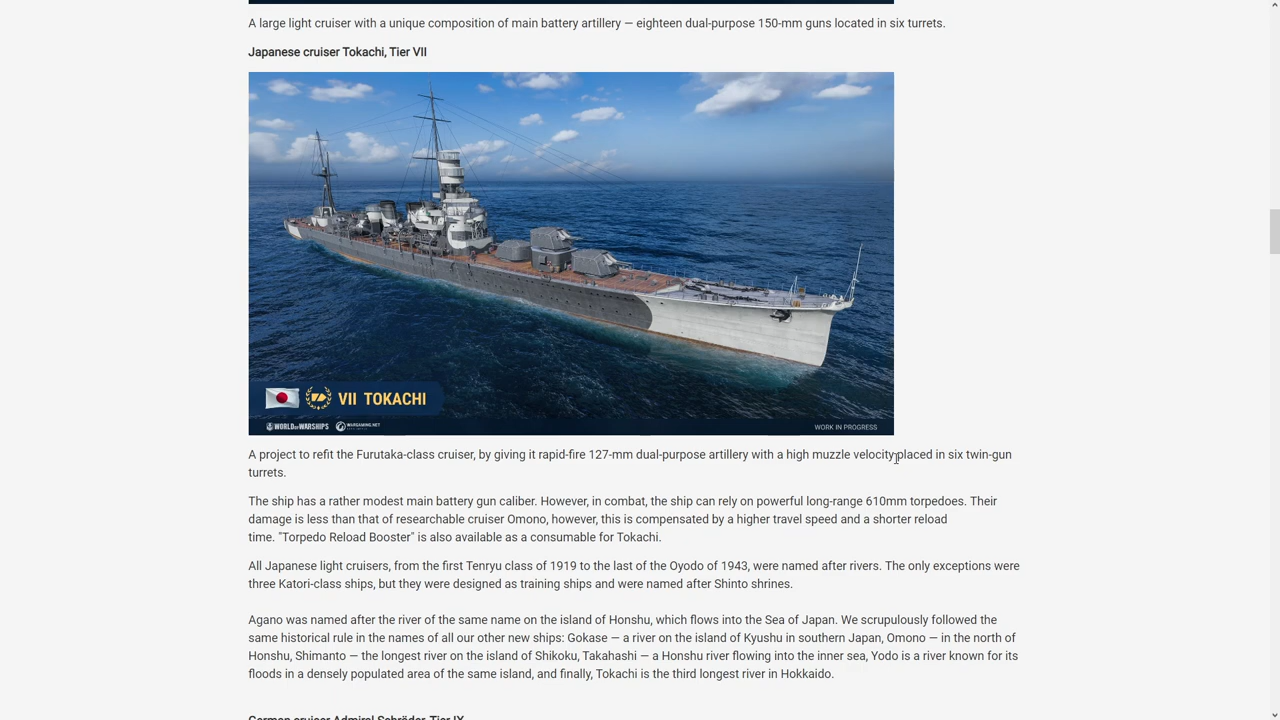 A large light cruiser with a unique composition of main battery artillery — eighteen dual-purpose 150-mm guns located in six turrets.
Japanese cruiser Tokachi, Tier VII
VII TOKACHI
WORLD OF WARSHIPS
WARGAMING.NET
WORK IN PROGRESS
A project to refit the Furutaka-class cruiser, by giving it rapid-fire 127-mm dual-purpose artillery with a high muzzle velocity placed in six twin-gun
turrets.
The ship has a rather modest main battery gun caliber. However, in combat, the ship can rely on powerful long-range 610mm torpedoes. Their
damage is less than that of researchable cruiser Omono, however, this is compensated by a higher travel speed and a shorter reload
time. "Torpedo Reload Booster" is also available as a consumable for Tokachi.
All Japanese light cruisers, from the first Tenryu class of 1919 to the last of the Oyodo of 1943, were named after rivers. The only exceptions were
three Katori-class ships, but they were designed as training ships and were named after Shinto shrines.
Agano was named after the river of the same name on the island of Honshu, which flows into the Sea of Japan. We scrupulously followed the
same historical rule in the names of all our other new ships: Gokase — a river on the island of Kyushu in southern Japan, Omono — in the north of
Honshu, Shimanto — the longest river on the island of Shikoku, Takahashi — a Honshu river flowing into the inner sea, Yodo is a river known for its
floods in a densely populated area of the same island, and finally, Tokachi is the third longest river in Hokkaido.
German cruiser Admiral Schröder, Tier IX